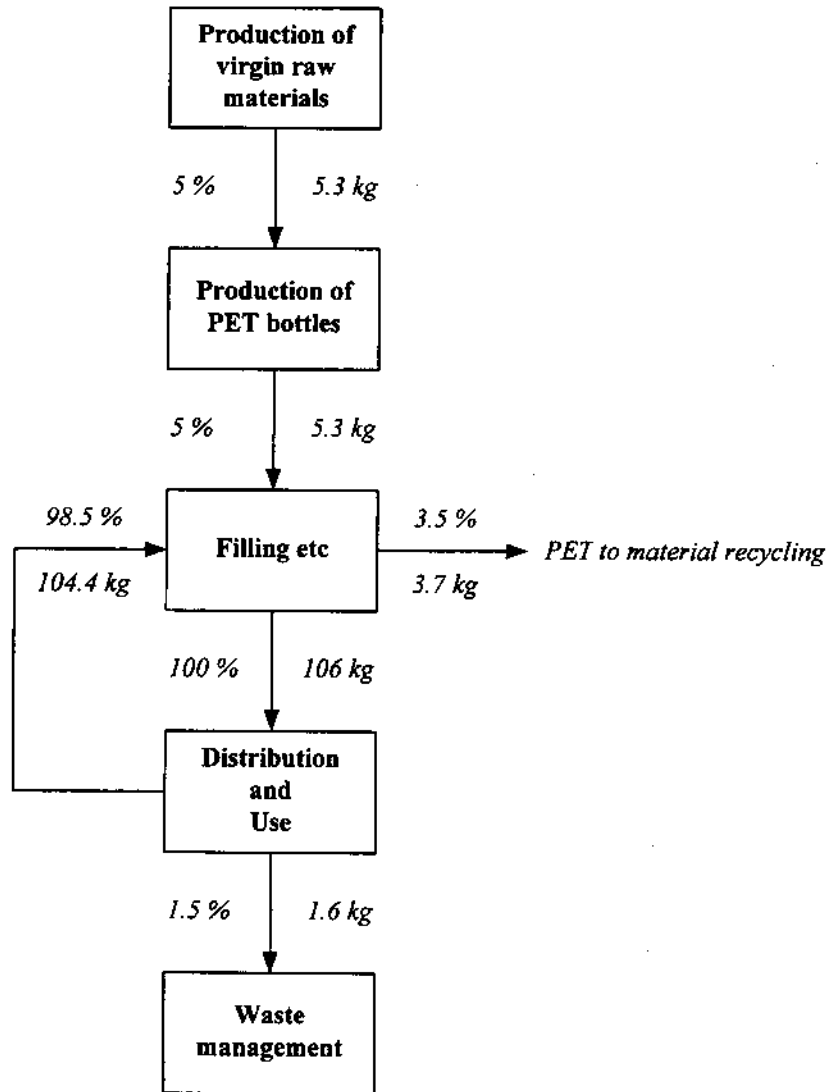 Production of
virgin raw
materials
5 % 5.3 kg
Production of
PET bottles
5 % 5.3 kg
98.5 %
104.4 kg
Filling etc
3.5 %
3.7 kg
PET to material recycling
100 % 106 kg
Distribution
and
Use
1.5 % 1.6 kg
Waste
management